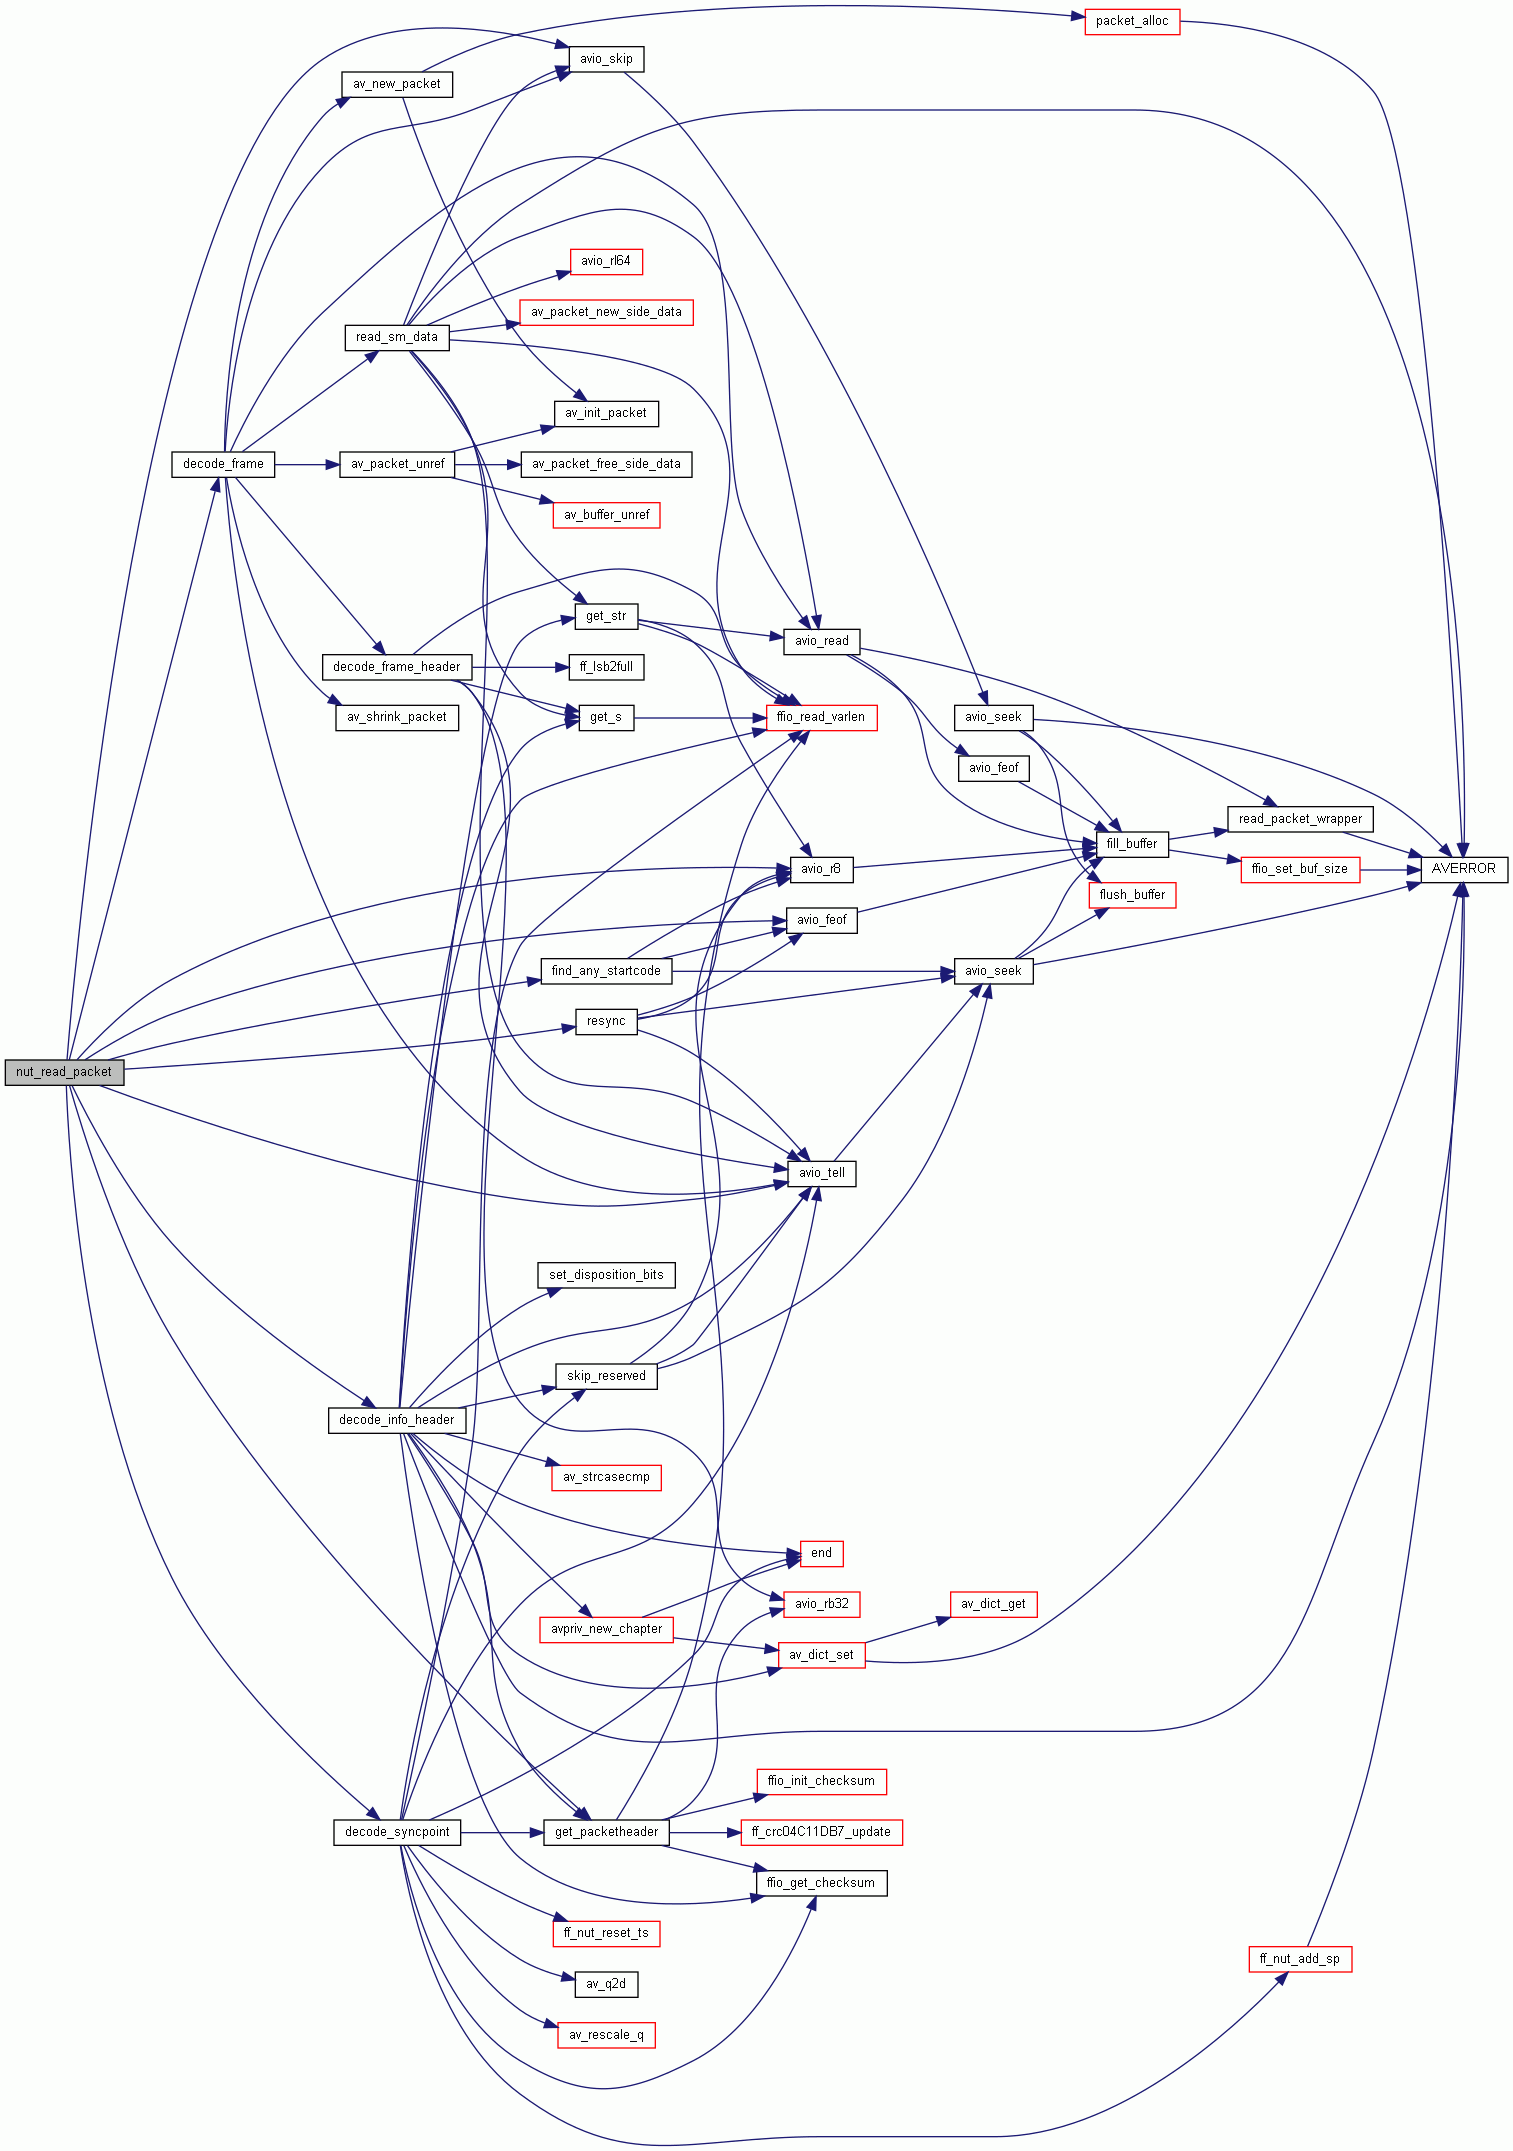 packet_alloc
avio_skip
av_new_packet
avio_rl64
av_packet_new_side_data
read_sm_data
av_init_packet
decode_frame
av_packet_unref
av_packet_free_side_data
av_buffer_unref
get_str
avio_read
decode_frame_header
ff_lsb2full
av_shrink_packet
get_s
ffio_read_varlen
avio_seek
avio_feof
read_packet_wrapper
fill_buffer
avio_r8
ffio_set_buf_size
AVERROR
flush_buffer
avio_feof
find_any_startcode
avio_seek
resync
nut_read_packet
avio_tell
set_disposition_bits
skip_reserved
decode_info_header
av_strcasecmp
end
avio_rb32
av_dict_get
avpriv_new_chapter
av_dict_set
ffio_init_checksum
decode_syncpoint
get_packetheader
ff_crc04C11DB7_update
ffio_get_checksum
ff_nut_reset_ts
ff_nut_add_sp
av_q2d
av_rescale_q